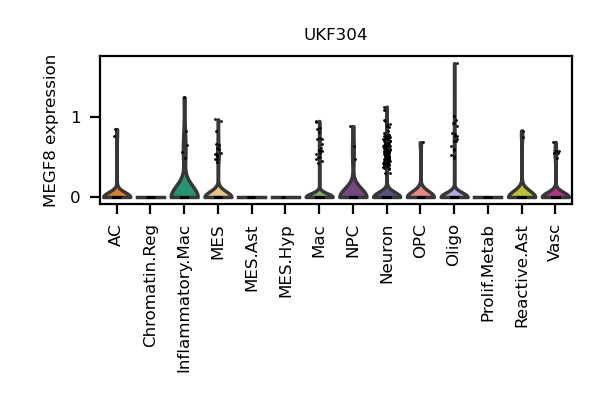 UKF304
MEGF8 expression
1
0
AC
Chromatin.Reg
Inflammatory.Mac
MES
MES.Ast
MES.Hyp
Mac
NPC
Neuron
OPC
Oligo
Prolif.Metab
Reactive.Ast
Vasc